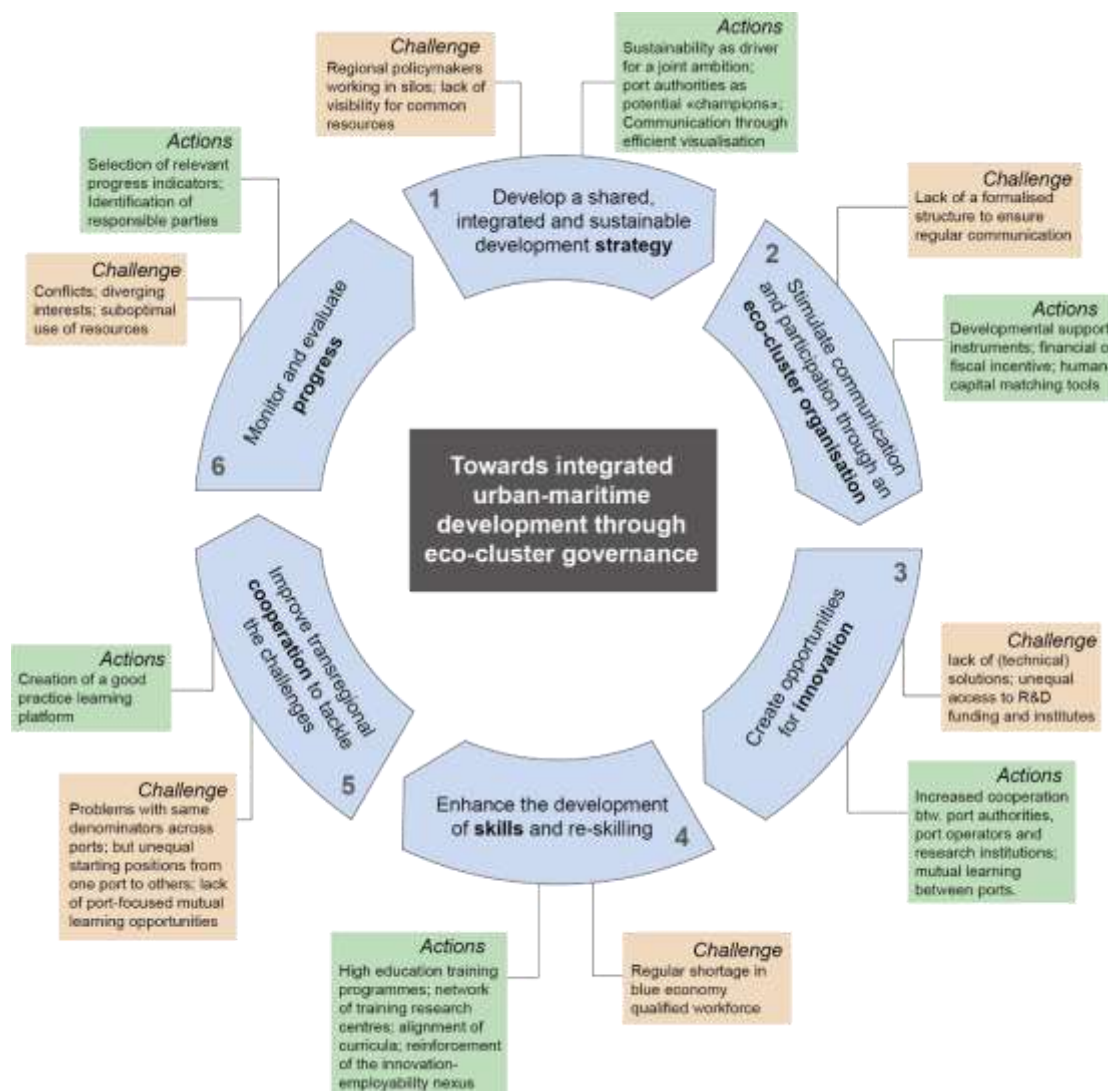 Challenge
Regional policymakers
working in silos; lack of
visibility for common
resources
Actions
Sustainability as driver
for a joint ambition;
port authorities as
potential «champions»;
Communication through
efficient visualisation
1
Develop a shared,
integrated and sustainable
development strategy
Challenge
Lack of a formalised
structure to ensure
regular communication
Actions
Developmental support
instruments; financial o
fiscal incentive; human
capital matching tools
2
Stimulate communication
and participation through an
eco-cluster organisation
3
Create opportunities
for innovation
Challenge
lack of (technical)
solutions; unequal
access to R&D
funding and institutes
Actions
Increased cooperation
btw. port authorities,
port operators and
research institutions;
mutual learning
between ports.
4
Enhance the development
of skills and re-skilling
Challenge
Regular shortage in
blue economy
qualified workforce
Actions
High education training
programmes; network
of training research
centres; alignment of
curricula; reinforcement
of the innovation-
employability nexus
5
Improve transregional
cooperation to tackle
the challenges
Actions
Creation of a good
practice learning
platform
Challenge
Problems with same
denominators across
ports; but unequal
starting positions from
one port to others; lack
of port-focused mutual
learning opportunities
6
Monitor and evaluate
progress
Actions
Selection of relevant
progress indicators;
Identification of
responsible parties
Challenge
Conflicts; diverging
interests; suboptimal
use of resources
Towards integrated
urban-maritime
development through
eco-cluster governance